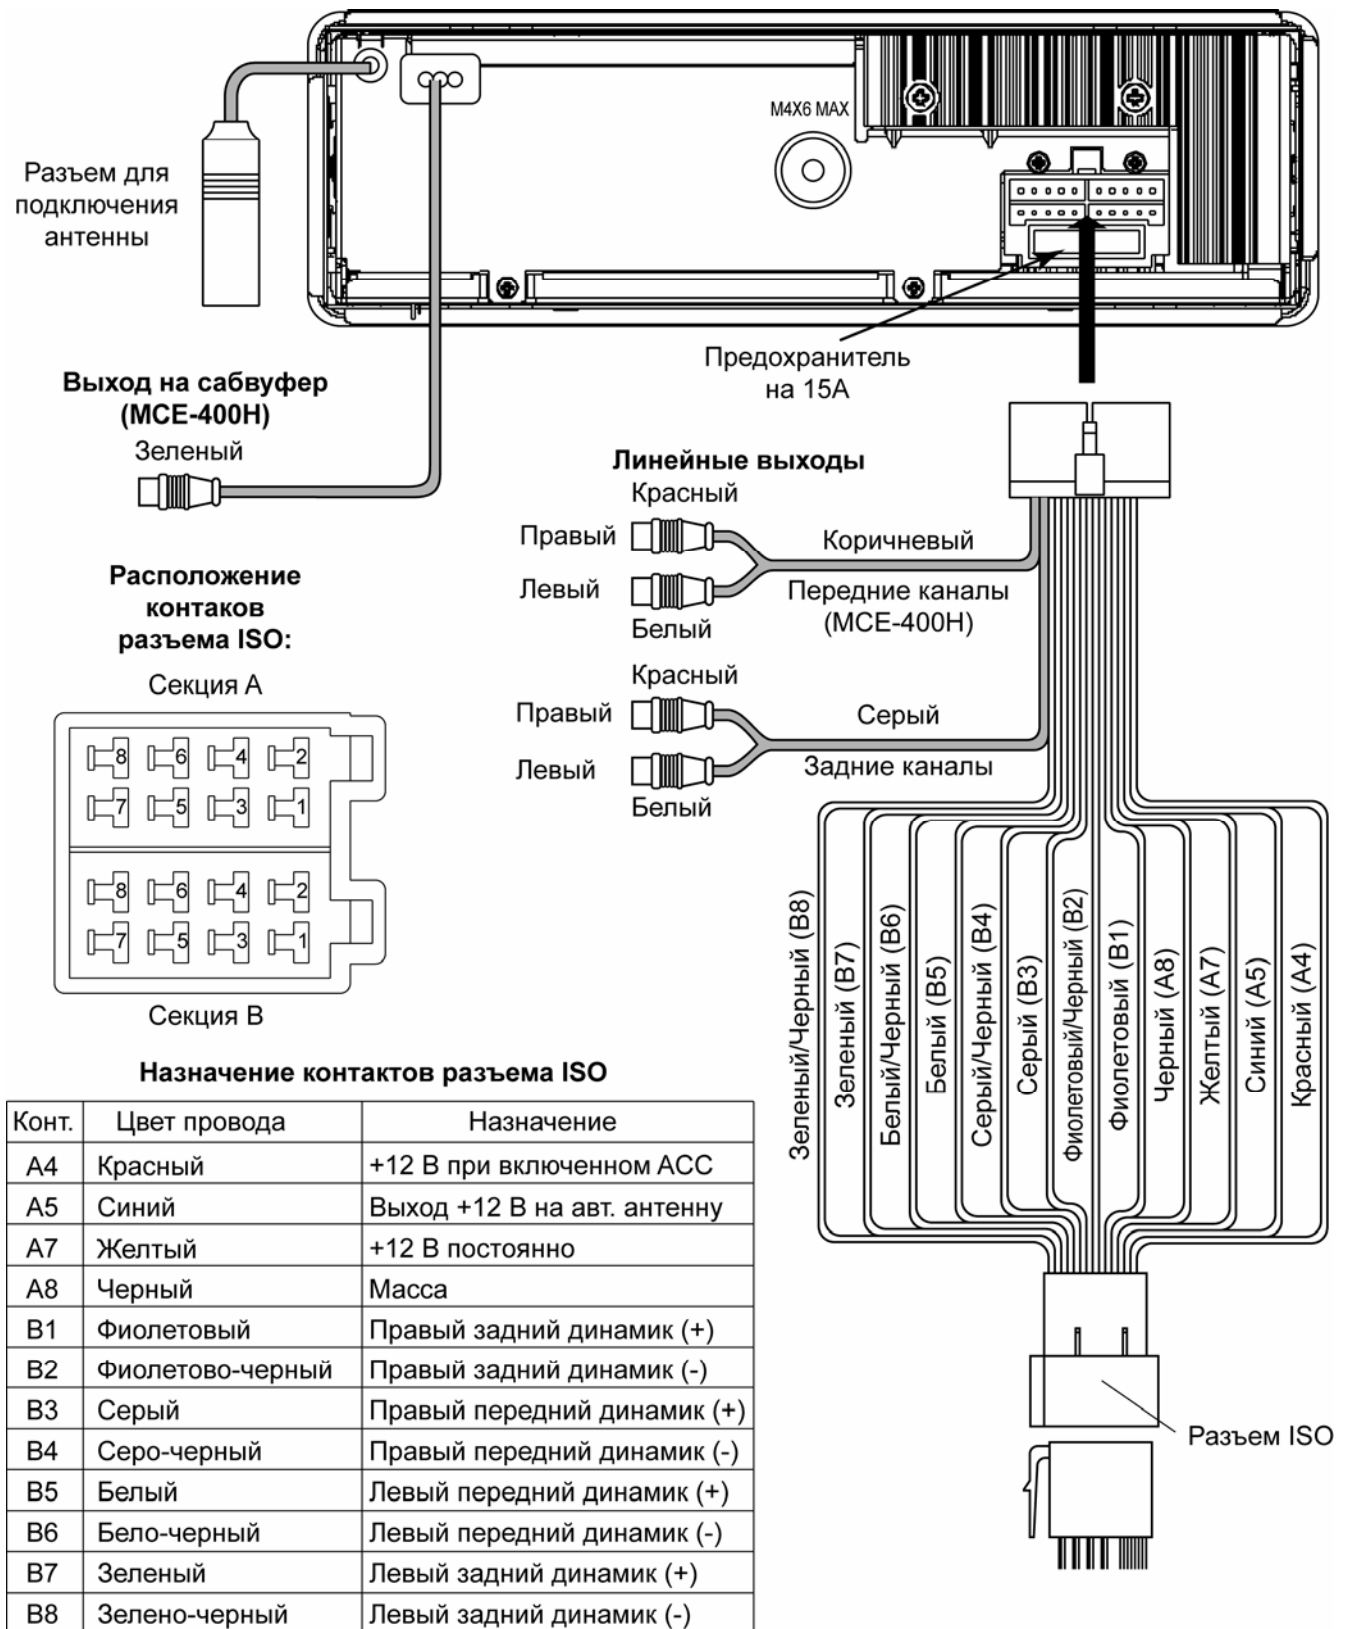 M4X6 MAX
Разъем для
подключения
антенны
Предохранитель
на 15А
Выход на сабвуфер
(MCE-400H)
Зеленый
Линейные выходы
Красный
Правый
Коричневый
Левый
Передние каналы
(MCE-400H)
Белый
Красный
Правый
Серый
Левый
Задние каналы
Белый
Расположение
контаков
разъема ISO:
Секция А
8 6 4 2
7 5 3 1
8 6 4 2
7 5 3 1
Секция В
Зеленый/Черный (B8)
Зеленый (B7)
Белый/Черный (B6)
Белый (B5)
Серый/Черный (B4)
Серый (B3)
Фиолетовый/Черный (B2)
Фиолетовый (B1)
Черный (A8)
Желтый (A7)
Синий (A5)
Красный (A4)
Разъем ISO
Назначение контактов разъема ISO
Конт. Цвет провода Назначение
A4 Красный +12 В при включенном ACC
A5 Синий Выход +12 В на авт. антенну
A7 Желтый +12 В постоянно
A8 Черный Масса
B1 Фиолетовый Правый задний динамик (+)
B2 Фиолетово-черный Правый задний динамик (-)
B3 Серый Правый передний динамик (+)
B4 Серо-черный Правый передний динамик (-)
B5 Белый Левый передний динамик (+)
B6 Бело-черный Левый передний динамик (-)
B7 Зеленый Левый задний динамик (+)
B8 Зелено-черный Левый задний динамик (-)